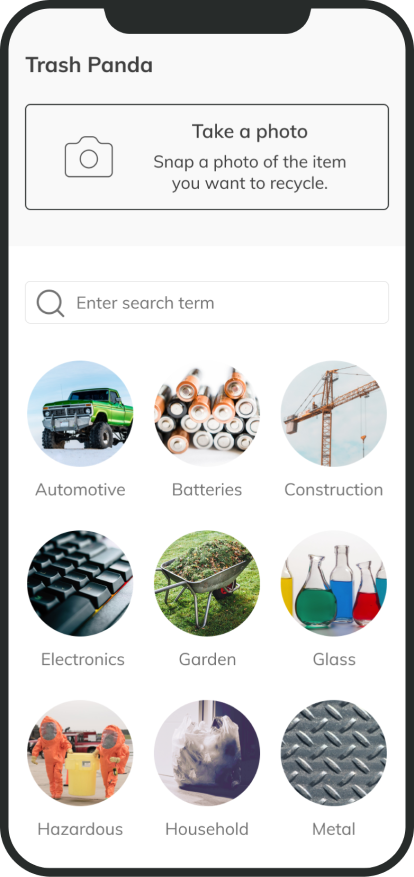 Trash Panda
Take a photo
Snap a photo of the item
you want to recycle.
Enter search term
Automotive
Batteries
Construction
Electronics
Garden
Glass
Hazardous
Household
Metal